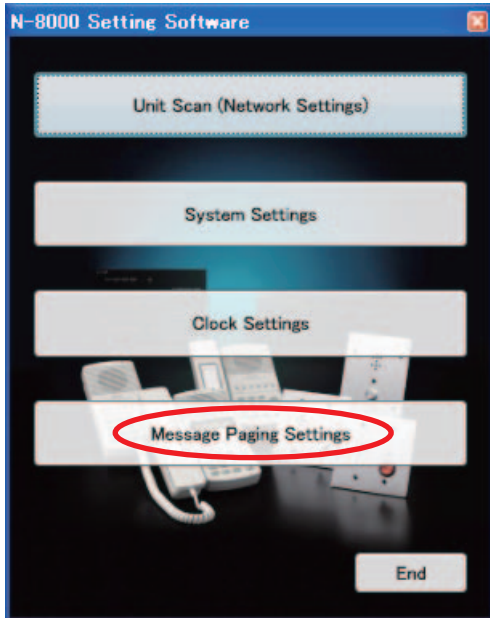 N-8000 Setting Software
Unit Scan (Network Settings)
System Settings
Clock Settings
Message Paging Settings
End